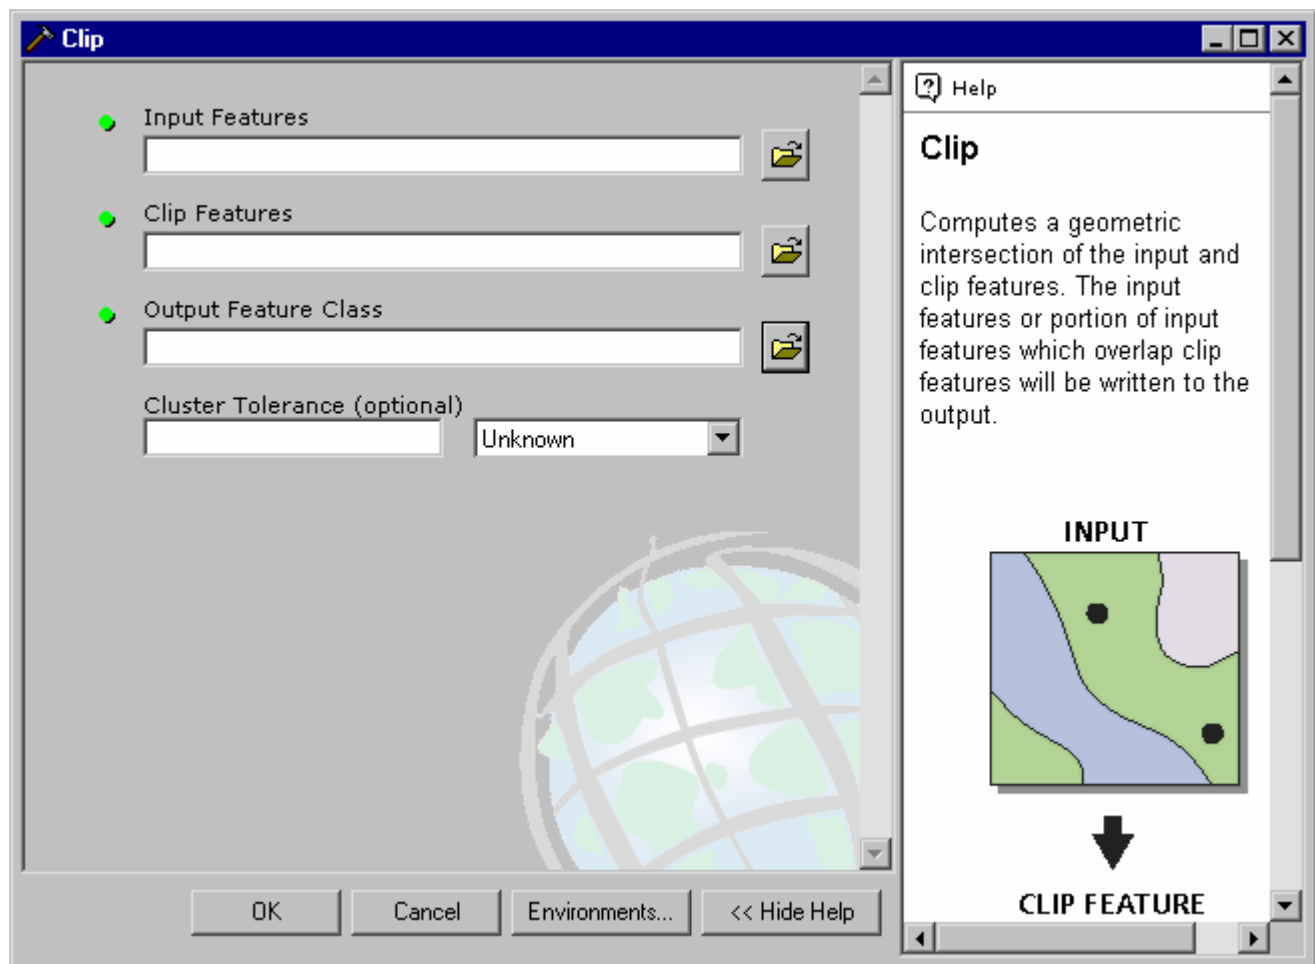 Clip
Input Features
Clip Features
Output Feature Class
Cluster Tolerance (optional)
Unknown
OK
Cancel
Environments...
<< Hide Help
Help
Clip
Computes a geometric
intersection of the input and
clip features. The input
features or portion of input
features which overlap clip
features will be written to the
output.
INPUT
CLIP FEATURE